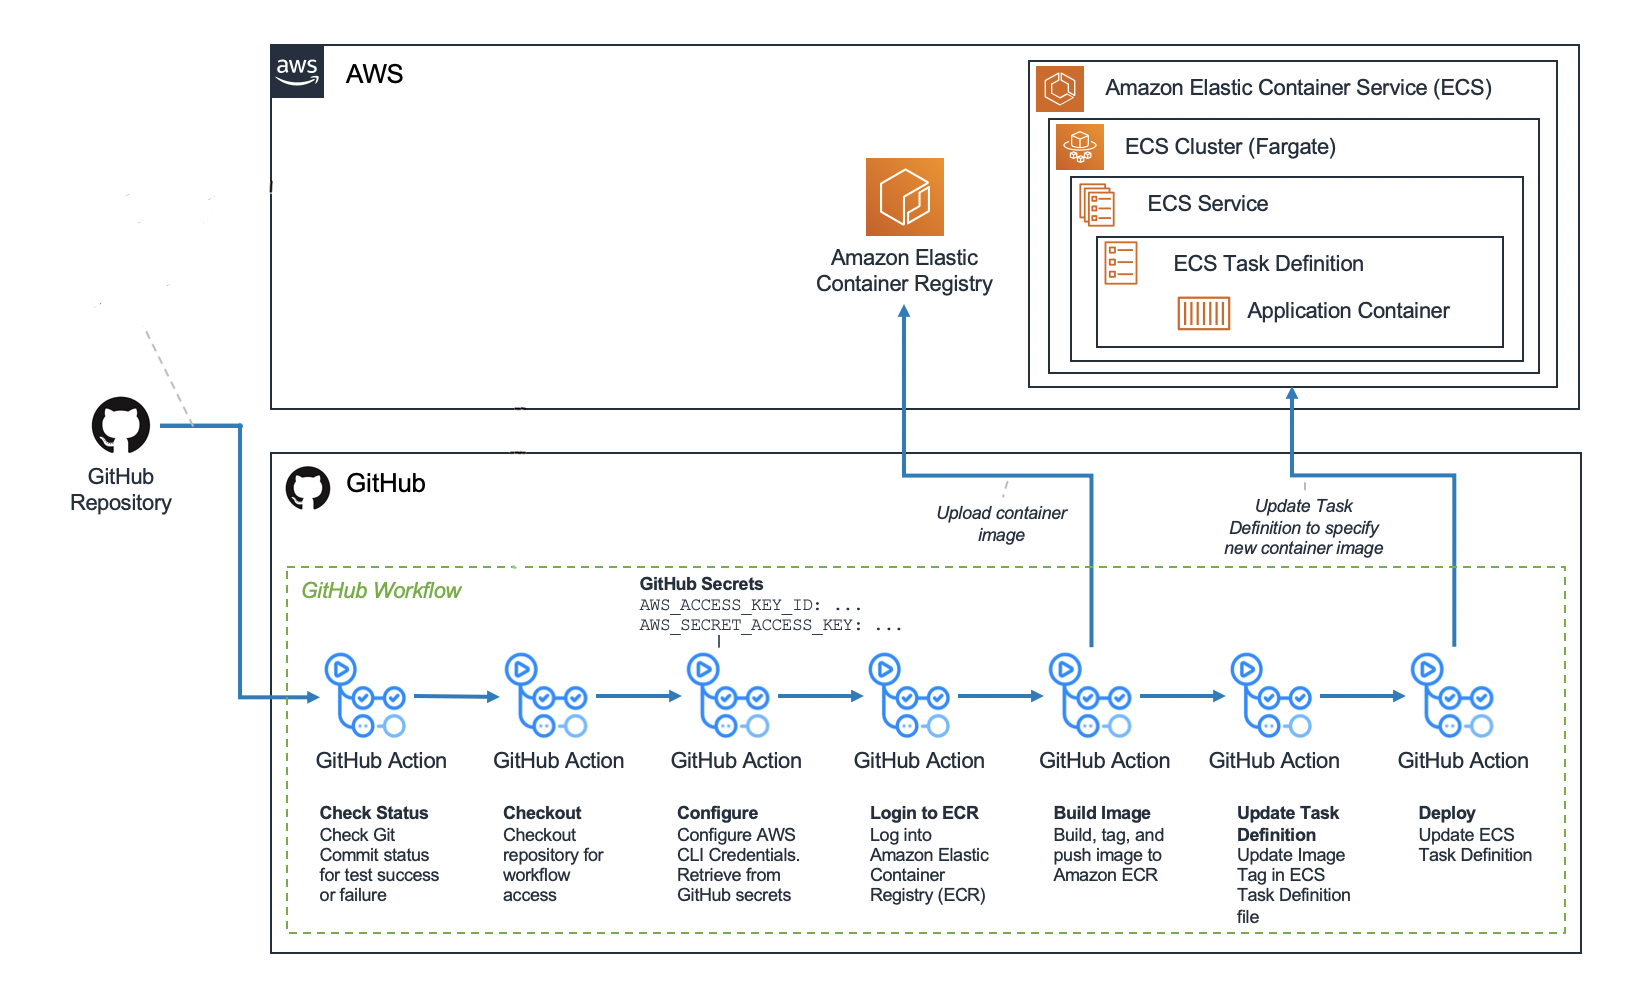 aws
AWS
Amazon Elastic Container Service (ECS)
ECS Cluster (Fargate)
ECS Service
ECS Task Definition
Application Container
Amazon Elastic
Container Registry
GitHub
Repository
GitHub
Upload container
image
Update Task
Definition to specify
new container image
GitHub Workflow
GitHub Secrets
AWS_ACCESS_KEY_ID: ...
AWS_SECRET_ACCESS_KEY: ...
GitHub Action
GitHub Action
GitHub Action
GitHub Action
GitHub Action
GitHub Action
GitHub Action
Check Status
Check Git
Commit status
for test success
or failure
Checkout
Checkout
repository for
workflow
access
Configure
Configure AWS
CLI Credentials.
Retrieve from
GitHub secrets
Login to ECR
Log into
Amazon Elastic
Container
Registry (ECR)
Build Image
Build, tag, and
push image to
Amazon ECR
Update Task
Definition
Update Image
Tag in ECS
Task Definition
file
Deploy
Update ECS
Task Definition